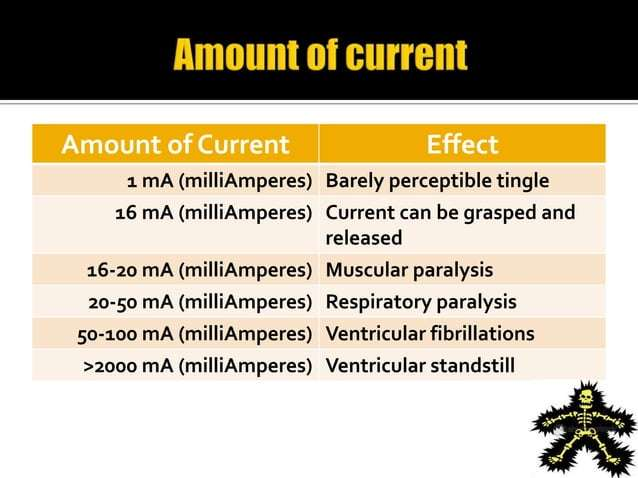 Amount of current
Amount of Current Effect
1 mA (milliAmperes) Barely perceptible tingle
16 mA (milliAmperes) Current can be grasped and
released
16-20 mA (milliAmperes) Muscular paralysis
20-50 mA (milliAmperes) Respiratory paralysis
50-100 mA (milliAmperes) Ventricular fibrillations
>2000 mA (milliAmperes) Ventricular standstill